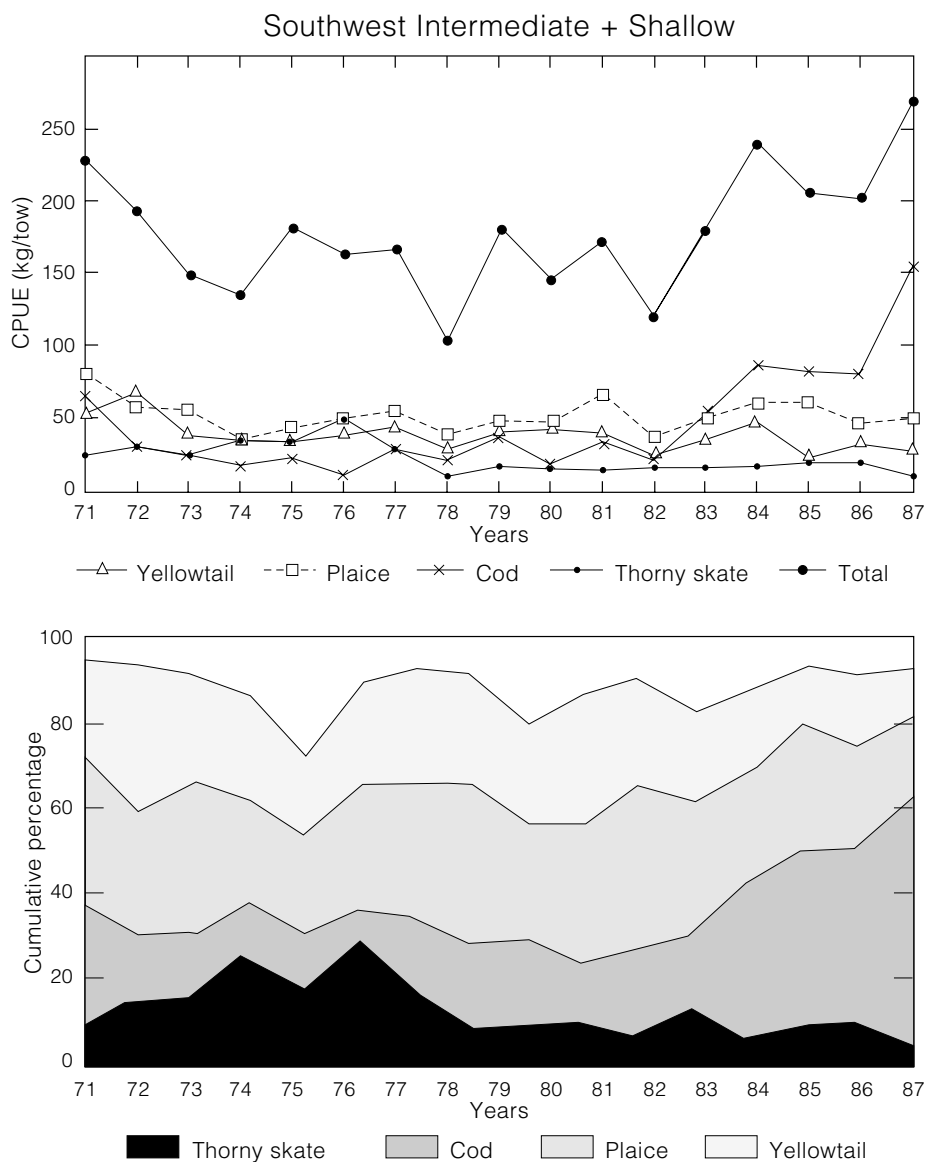 Southwest Intermediate + Shallow
CPUE (kg/tow)
250
200
150
100
50
0
71 72 73 74 75 76 77 78 79 80 81 82 83 84 85 86 87
Years
Yellowtail Plaice Cod Thorny skate Total
Cumulative percentage
100
80
60
40
20
0
71 72 73 74 75 76 77 78 79 80 81 82 83 84 85 86 87
Years
Thorny skate Cod Plaice Yellowtail